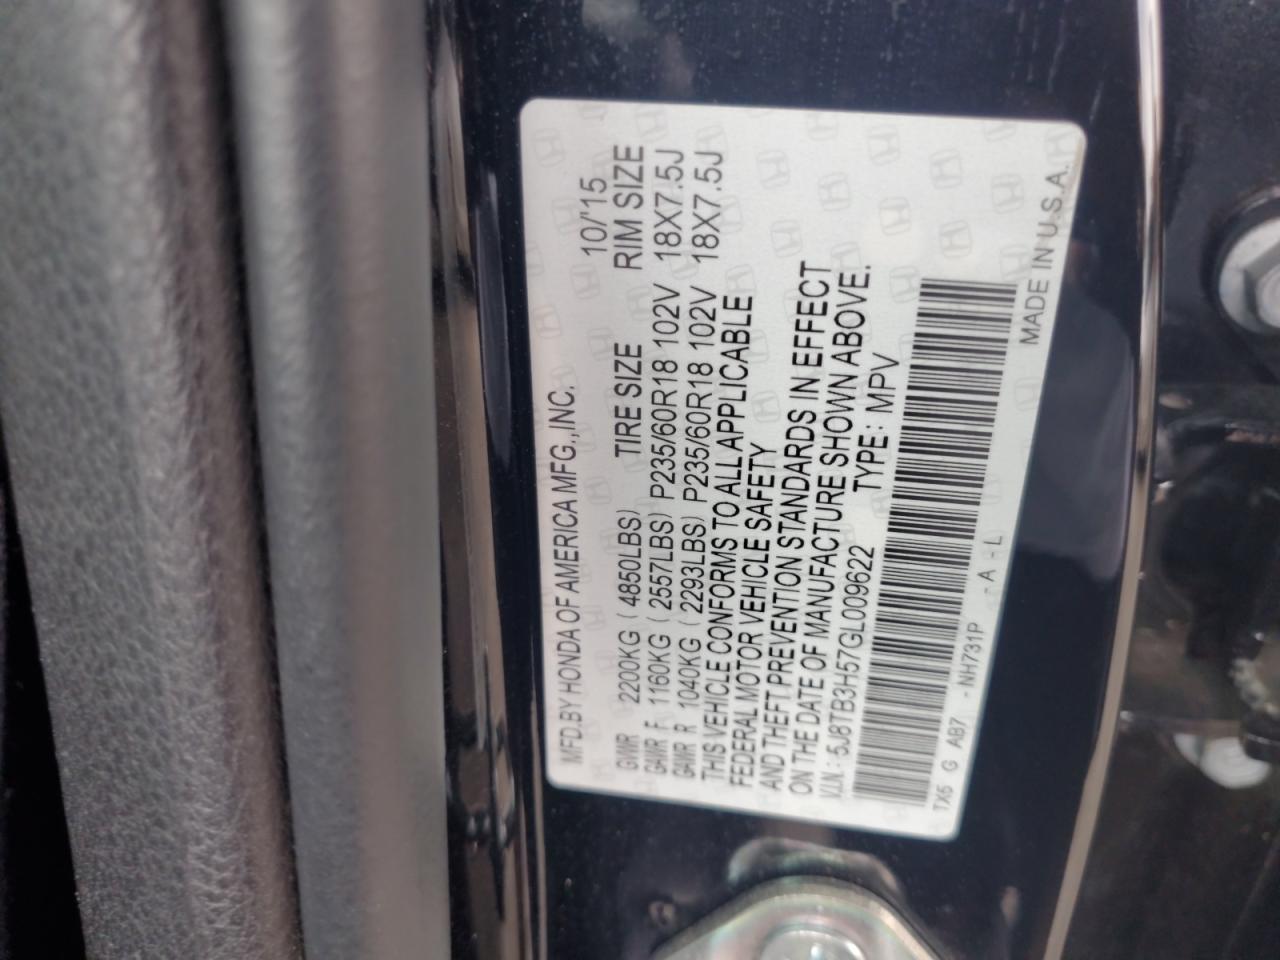 MFD.BY HONDA OF AMERICA MFG.,INC. 10/'15
GVWR 2200KG ( 4850LBS) TIRE SIZE RIM SIZE
GAWR F 1160KG ( 2557LBS) P235/60R18 102V 18X7.5J
GAWR R 1040KG ( 2293LBS) P235/60R18 102V 18X7.5J
THIS VEHICLE CONFORMS TO ALL APPLICABLE
FEDERAL MOTOR VEHICLE SAFETY
AND THEFT PREVENTION STANDARDS IN EFFECT
ON THE DATE OF MANUFACTURE SHOWN ABOVE.
V.I.N.: 5J8TB3H57GL009622 TYPE: MPV
TX5 G AB7 - NH731P - A - L MADE IN U.S.A.